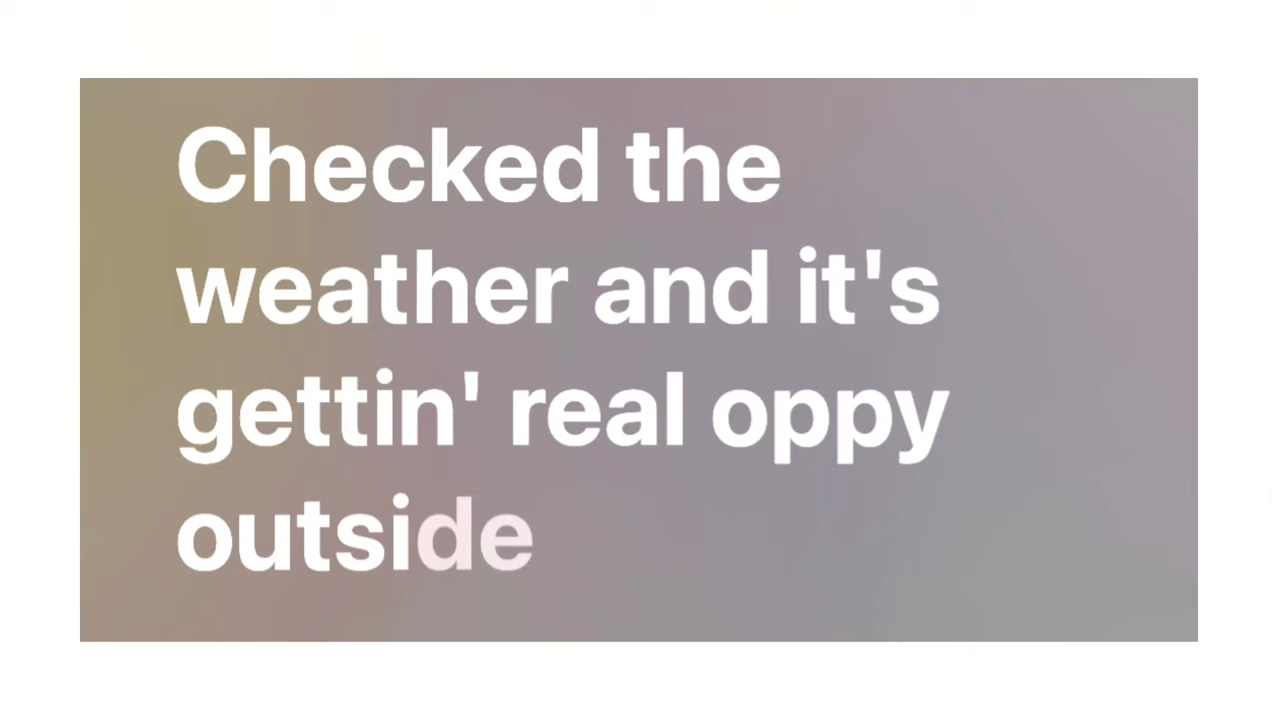 Checked the
weather and it's
gettin' real oppy
outside